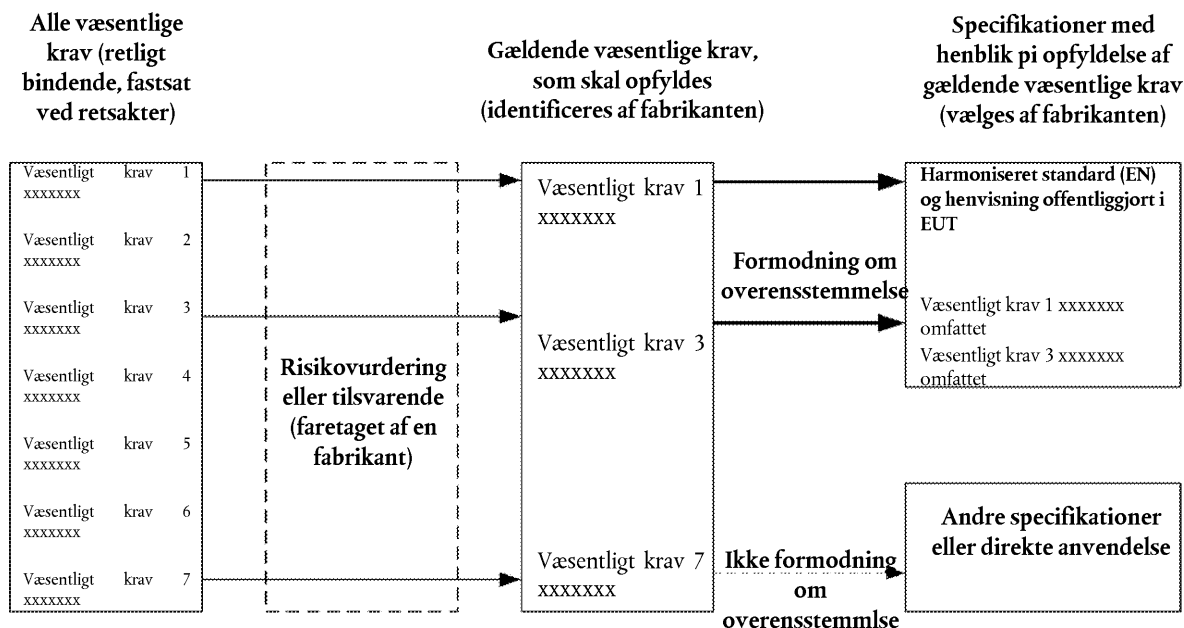 Alle væsentlige
krav (retligt
bindende, fastsat
ved retsakter)
Gældende væsentlige krav,
som skal opfyldes
(identificeres af fabrikanten)
Specifikationer med
henblik pi opfyldelse af
gældende væsentlige krav
(vælges af fabrikanten)
Væsentligt krav 1
xxxxxxx
Væsentligt krav 2
xxxxxxx
Væsentligt krav 3
xxxxxxx
Væsentligt krav 4
xxxxxxx
Væsentligt krav 5
xxxxxxx
Væsentligt krav 6
xxxxxxx
Væsentligt krav 7
xxxxxxx
Risikovurdering
eller tilsvarende
(faretaget af en
fabrikant)
Væsentligt krav 1
xxxxxxx
Væsentligt krav 3
xxxxxxx
Væsentligt krav 7
xxxxxxx
Formodning om
overensstemmelse
Ikke formodning
om
overensstemmlse
Harmoniseret standard (EN)
og henvisning offentliggjort i
EUT
Væsentligt krav 1 xxxxxxx
omfattet
Væsentligt krav 3 xxxxxxx
omfattet
Andre specifikationer
eller direkte anvendelse